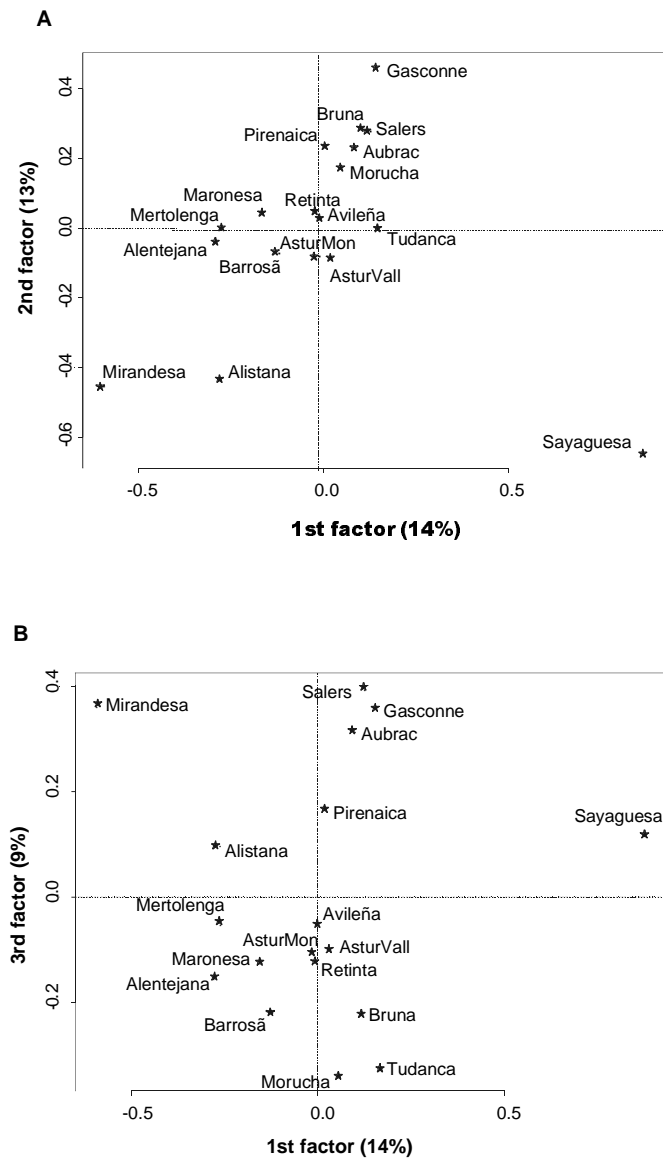 A
0.4
0.2
0.0
-0.2
-0.4
-0.6
2nd factor (13%)
Gasconne
Bruna
Salers
Pirenaica
Aubrac
Morucha
Maronesa
Retinta
Mertolenga
Avileña
Alentejana
AsturMon
Tudanca
Barrosã
AsturVall
Mirandesa
Alistana
Sayaguesa
-0.5
0.0
0.5
1st factor (14%)
B
0.4
0.2
0.0
-0.2
3rd factor (9%)
Salers
Mirandesa
Gasconne
Aubrac
Pirenaica
Sayaguesa
Alistana
Mertolenga
Avileña
AsturMon
AsturVall
Maronesa
Retinta
Alentejana
Barrosã
Bruna
Tudanca
Morucha
-0.5
0.0
0.5
1st factor (14%)